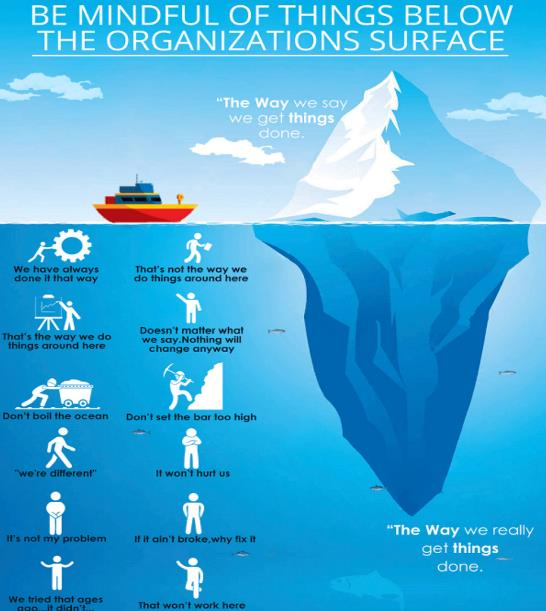 BE MINDFUL OF THINGS BELOW
THE ORGANIZATIONS SURFACE
"The Way we say
we get things
done.
We have always
done it that way
That's not the way we
do things around here
That's the way we do
things around here
Doesn't matter what
we say.Nothing will
change anyway
Don't boil the ocean
Don't set the bar too high
"we're different"
It won't hurt us
It's not my problem
If it ain't broke,why fix it
We tried that ages
ago...it didn't...
That won't work here
"The Way we really
get things
done.